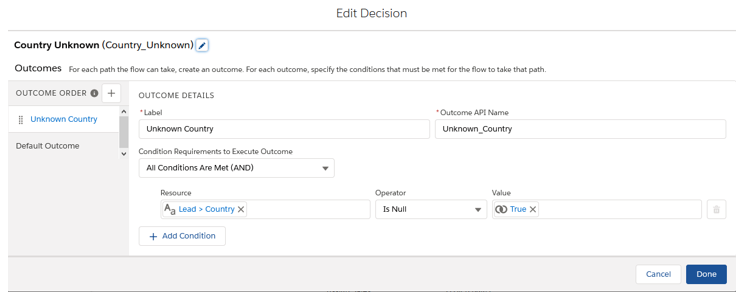 Edit Decision
Country Unknown (Country_Unknown)
Outcomes For each path the flow can take, create an outcome. For each outcome, specify the conditions that must be met for the flow to take that path.
OUTCOME ORDER
Unknown Country
Default Outcome
OUTCOME DETAILS
*Label
Unknown Country
*Outcome API Name
Unknown_Country
Condition Requirements to Execute Outcome
All Conditions Are Met (AND)
Resource Operator Value
Aa Lead > Country Is Null True
+ Add Condition
Cancel Done